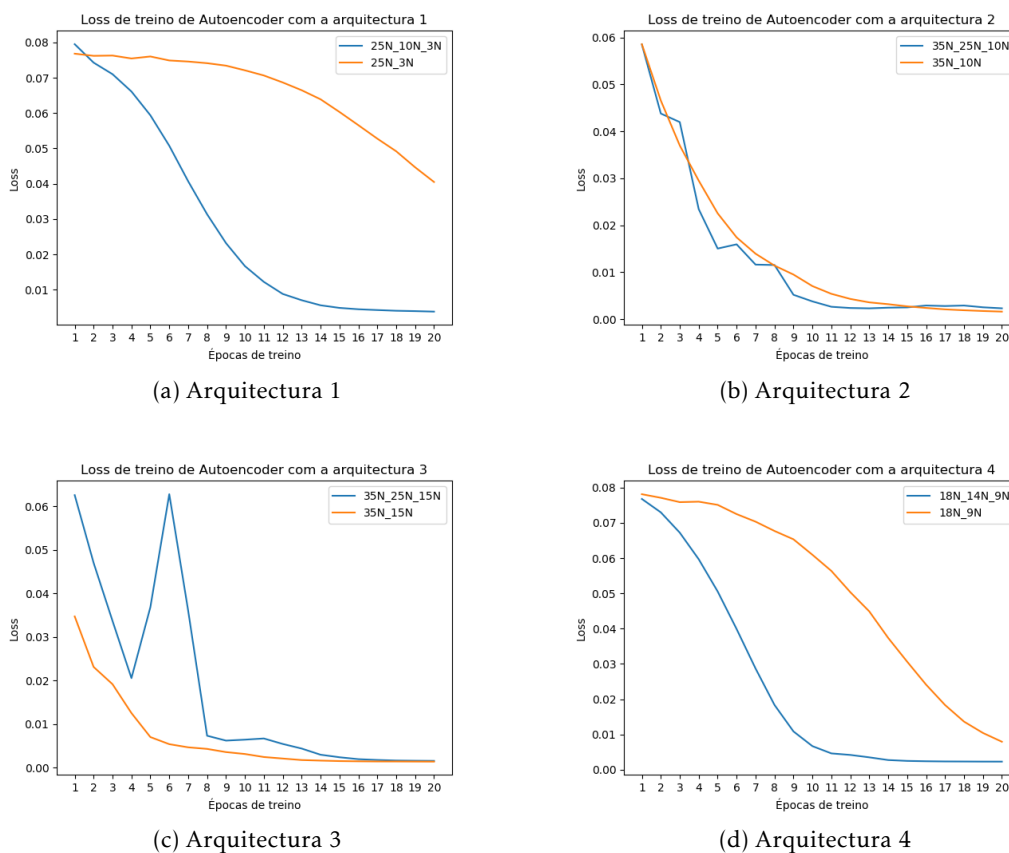 Loss de treino de Autoencoder com a arquitectura 1
0.08
0.07
0.06
0.05
0.04
0.03
0.02
0.01
Loss
25N_10N_3N
25N_3N
1 2 3 4 5 6 7 8 9 10 11 12 13 14 15 16 17 18 19 20
Épocas de treino
(a) Arquitectura 1
Loss de treino de Autoencoder com a arquitectura 2
0.06
0.05
0.04
0.03
0.02
0.01
0.00
Loss
35N_25N_10N
35N_10N
1 2 3 4 5 6 7 8 9 10 11 12 13 14 15 16 17 18 19 20
Épocas de treino
(b) Arquitectura 2
Loss de treino de Autoencoder com a arquitectura 3
0.06
0.05
0.04
0.03
0.02
0.01
0.00
Loss
35N_25N_15N
35N_15N
1 2 3 4 5 6 7 8 9 10 11 12 13 14 15 16 17 18 19 20
Épocas de treino
(c) Arquitectura 3
Loss de treino de Autoencoder com a arquitectura 4
0.08
0.07
0.06
0.05
0.04
0.03
0.02
0.01
0.00
Loss
18N_14N_9N
18N_9N
1 2 3 4 5 6 7 8 9 10 11 12 13 14 15 16 17 18 19 20
Épocas de treino
(d) Arquitectura 4